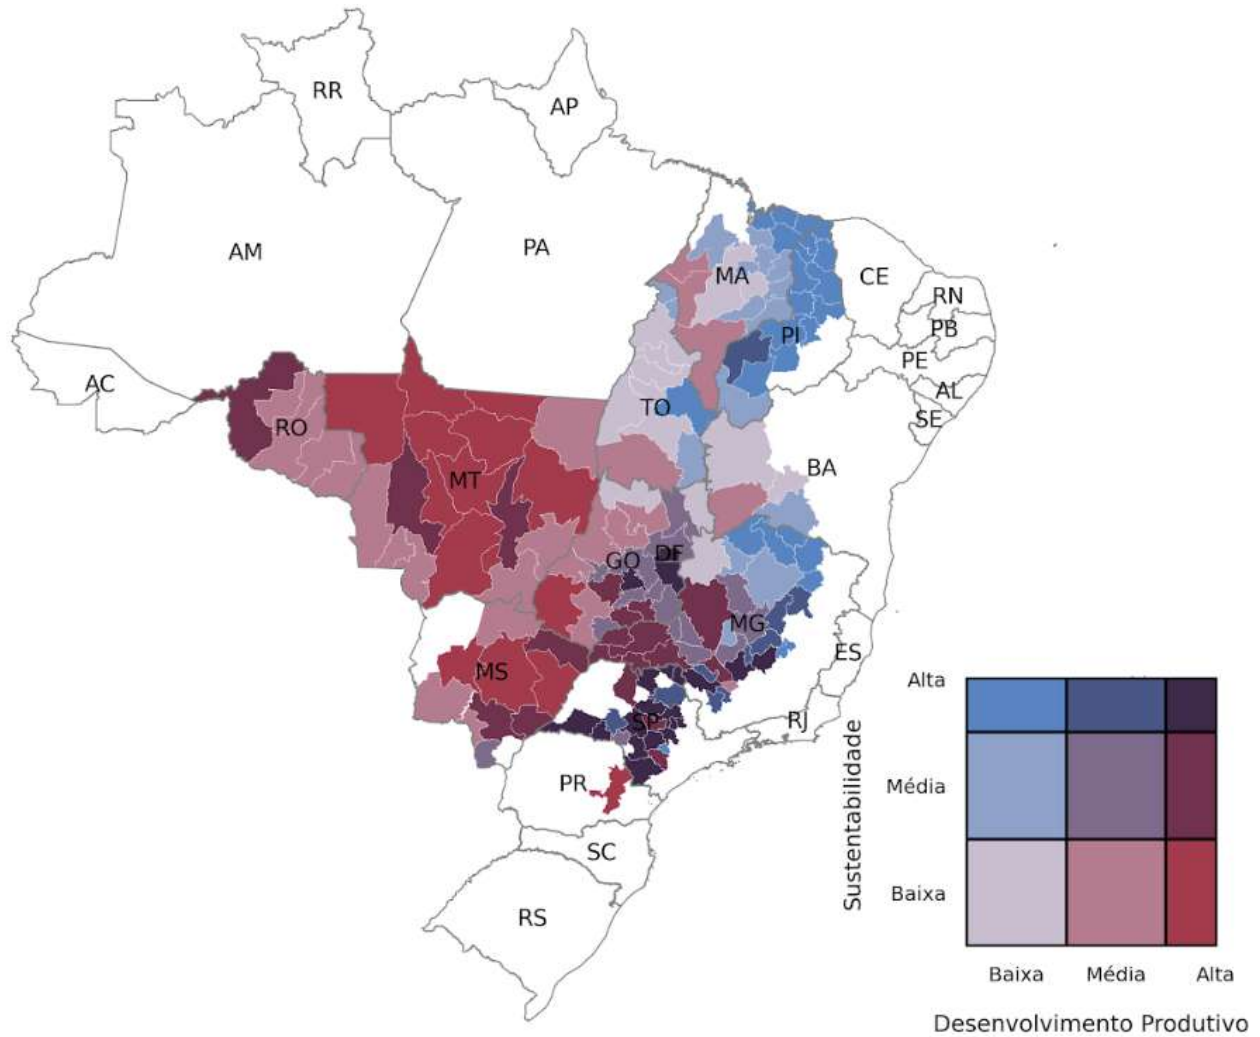 RR
AP
AM
PA
MA
CE
RN
PB
PI
PE
AC
AL
TO
SE
RO
BA
MT
DF
GO
MG
ES
MS
Alta
RJ
SP
Sustentabilidade
PR
Média
SC
Baixa
RS
Baixa
Média
Alta
Desenvolvimento Produtivo